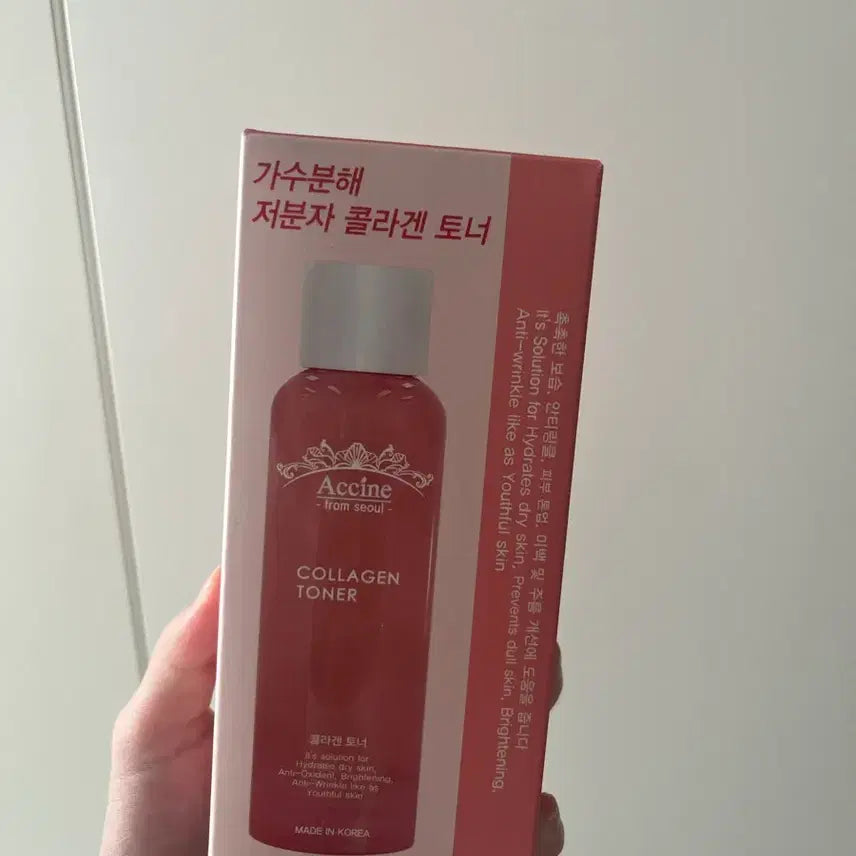 가수분해
저분자 콜라겐 토너
Accine
- from seoul -
COLLAGEN
TONER
콜라겐 토너
It's solution for
Hydrates dry skin,
Anti-Oxident, Brightening,
Anti-Wrinkle like as
Youthful skin
MADE IN KOREA
촉촉한 보습, 안티링클, 피부 톤업, 미백 및 주름 개선에 도움을 줍니다
It's Solution for Hydrates dry skin, Prevents dull skin, Brightening,
Anti-wrinkle like as Youthful skin